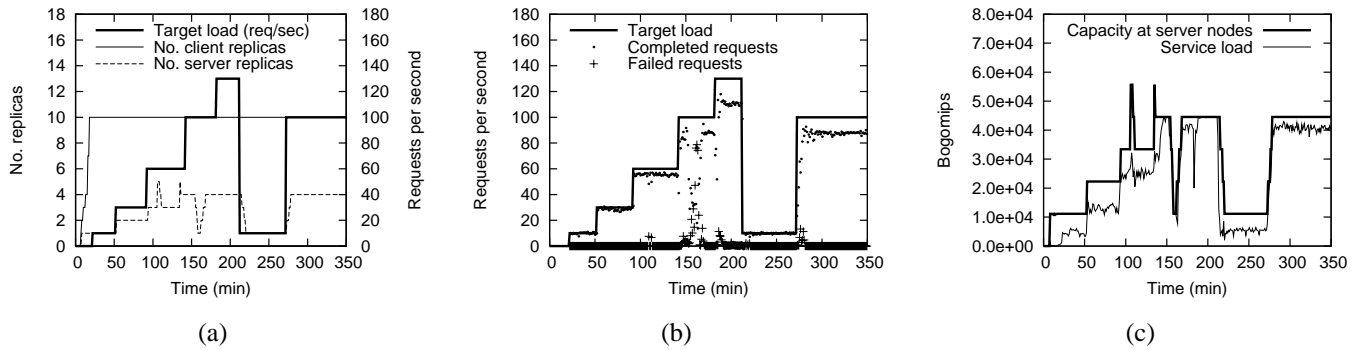 18
16
14
12
10
8
6
4
2
0
No. replicas
0 50 100 150 200 250 300 350
Time (min)
180
160
140
120
100
80
60
40
20
0
Requests per second
Target load (req/sec)
No. client replicas
No. server replicas
(a)
180
160
140
120
100
80
60
40
20
0
Requests per second
0 50 100 150 200 250 300 350
Time (min)
Target load
Completed requests
Failed requests
(b)
8.0e+04
7.0e+04
6.0e+04
5.0e+04
4.0e+04
3.0e+04
2.0e+04
1.0e+04
0.0e+00
Bogomips
0 50 100 150 200 250 300 350
Time (min)
Capacity at server nodes
Service load
(c)